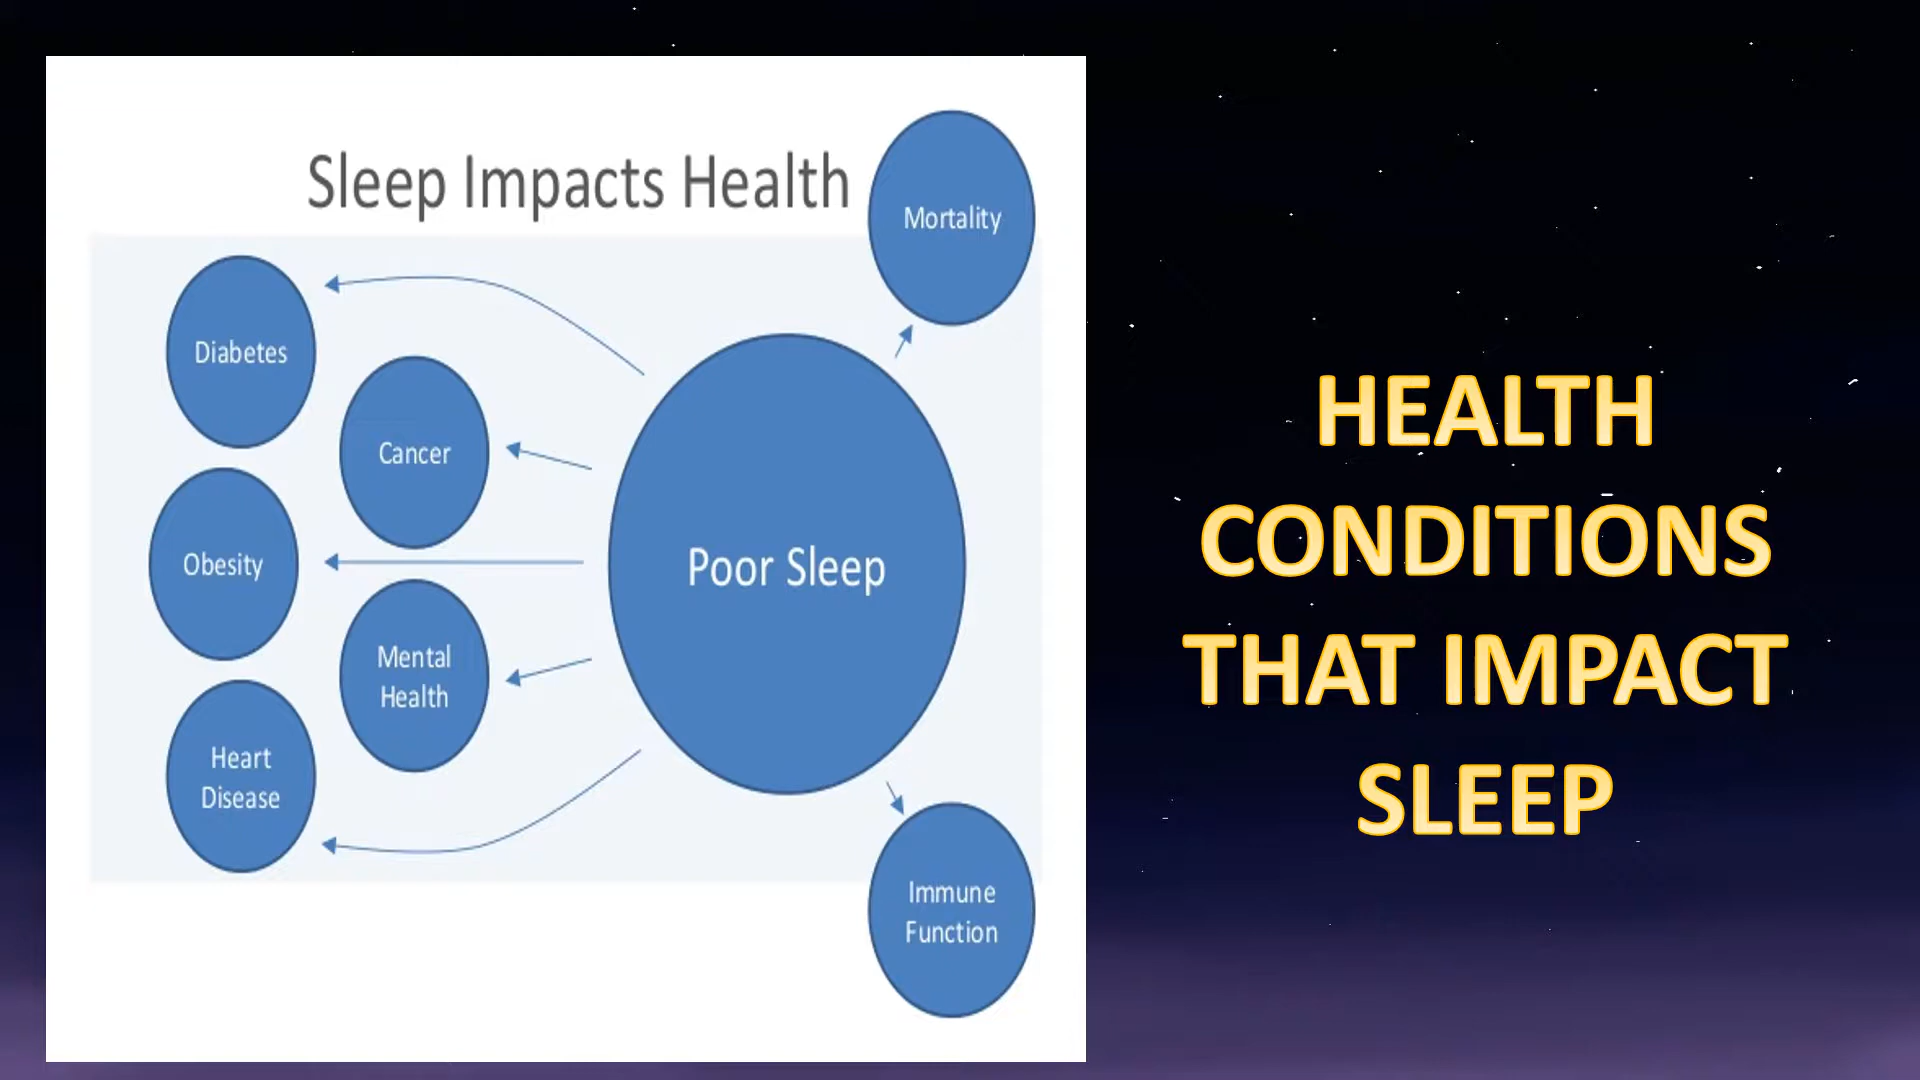 Sleep Impacts Health
Mortality
Diabetes
Cancer
Obesity
Poor Sleep
Mental
Health
Heart
Disease
Immune
Function
HEALTH
CONDITIONS
THAT IMPACT
SLEEP